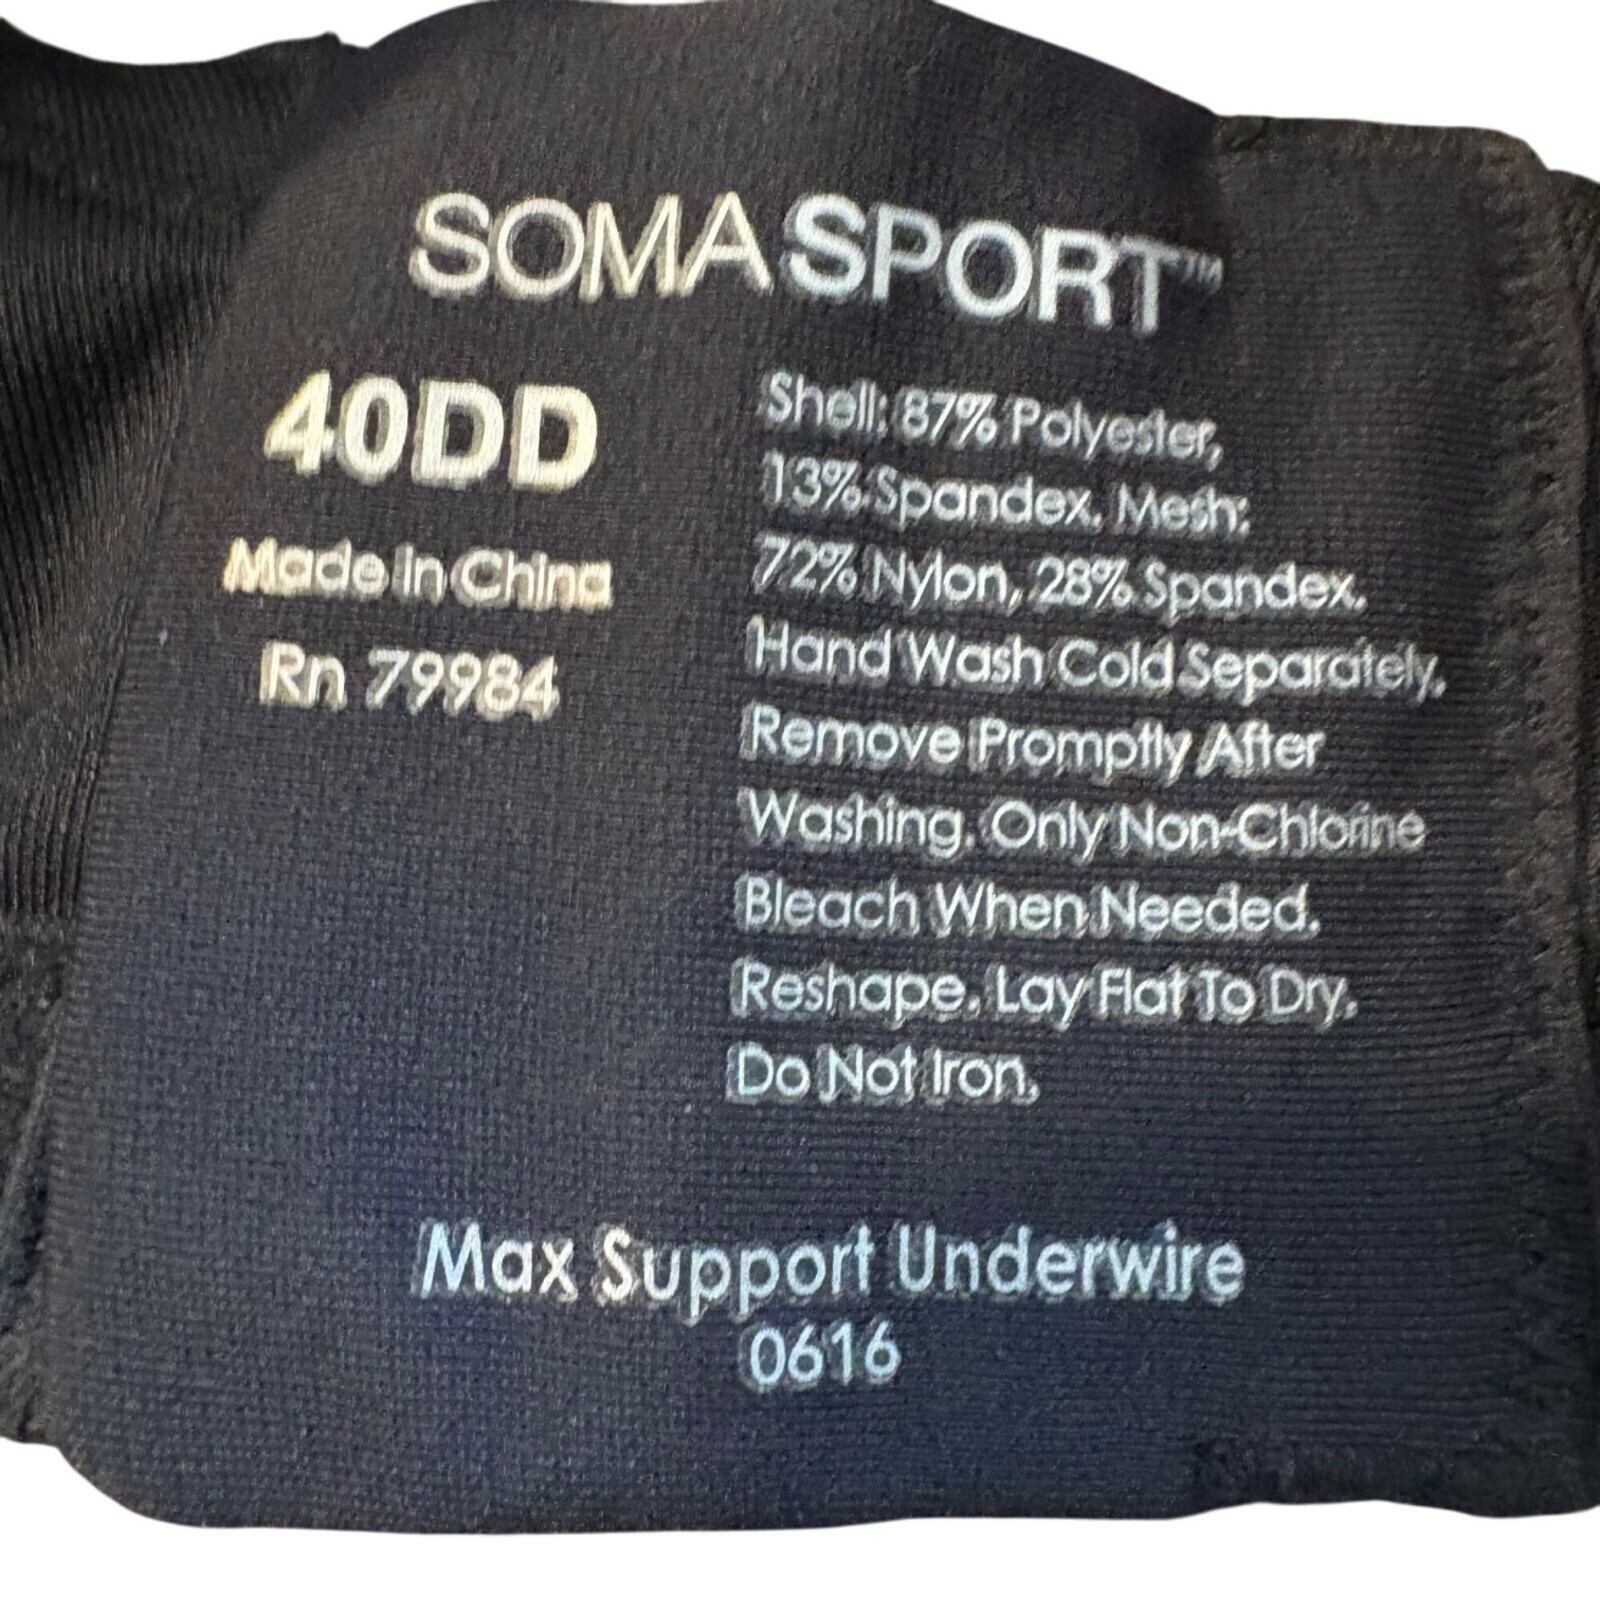 SOMASPORT™
40DD
Made in China
Rn 79984
Shell: 87% Polyester,
13% Spandex. Mesh:
72% Nylon, 28% Spandex.
Hand Wash Cold Separately.
Remove Promptly After
Washing. Only Non-Chlorine
Bleach When Needed.
Reshape. Lay Flat To Dry.
Do Not Iron.
Max Support Underwire
0616